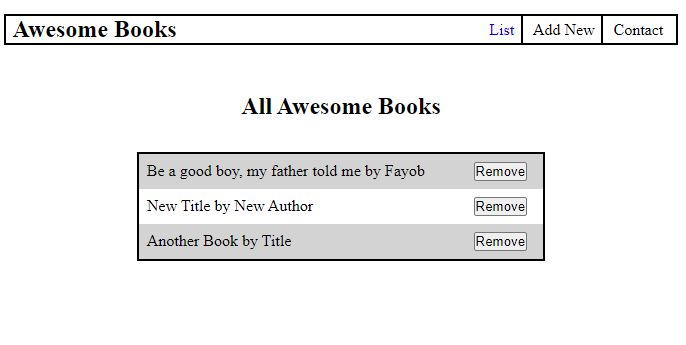 Awesome Books List Add New Contact
All Awesome Books
Be a good boy, my father told me by Fayob Remove
New Title by New Author Remove
Another Book by Title Remove